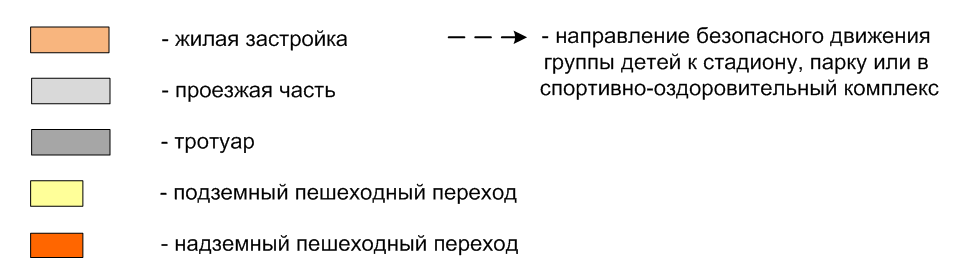 - жилая застройка
- проезжая часть
- тротуар
- подземный пешеходный переход
- надземный пешеходный переход
- направление безопасного движения
группы детей к стадиону, парку или в
спортивно-оздоровительный комплекс